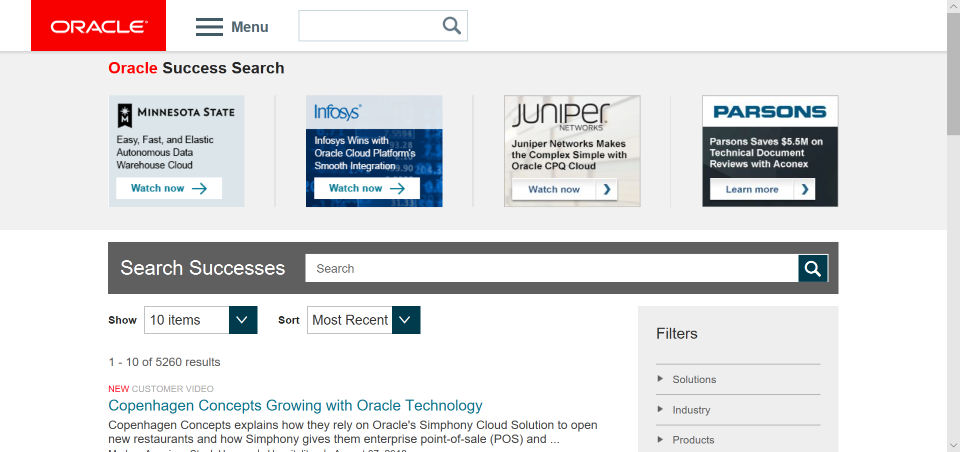 ORACLE
Menu
Oracle Success Search
MINNESOTA STATE
Easy, Fast, and Elastic
Autonomous Data
Warehouse Cloud
Watch now
Infosys
Infosys Wins with
Oracle Cloud Platform's
Smooth Integration
Watch now
JUNIPER
NETWORKS
Juniper Networks Makes
the Complex Simple with
Oracle CPQ Cloud
Watch now
PARSONS
Parsons Saves $5.5M on
Technical Document
Reviews with Aconex
Learn more
Search Successes
Search
Show 10 items Sort Most Recent
1 - 10 of 5260 results
NEW CUSTOMER VIDEO
Copenhagen Concepts Growing with Oracle Technology
Copenhagen Concepts explains how they rely on Oracle's Simphony Cloud Solution to open
new restaurants and how Simphony gives them enterprise point-of-sale (POS) and ...
Filters
Solutions
Industry
Products